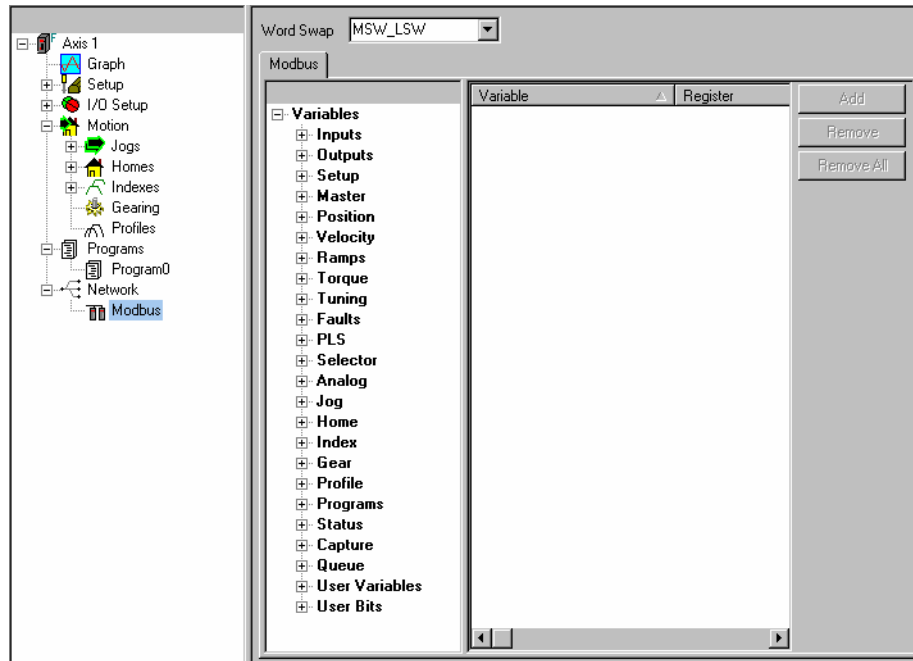 Axis 1
Graph
Setup
I/O Setup
Motion
Jogs
Homes
Indexes
Gearing
Profiles
Programs
Program0
Network
Modbus
Word Swap MSW_LSW
Modbus
Variables
Inputs
Outputs
Setup
Master
Position
Velocity
Ramps
Torque
Tuning
Faults
PLS
Selector
Analog
Jog
Home
Index
Gear
Profile
Programs
Status
Capture
Queue
User Variables
User Bits
Variable Register
Add
Remove
Remove All